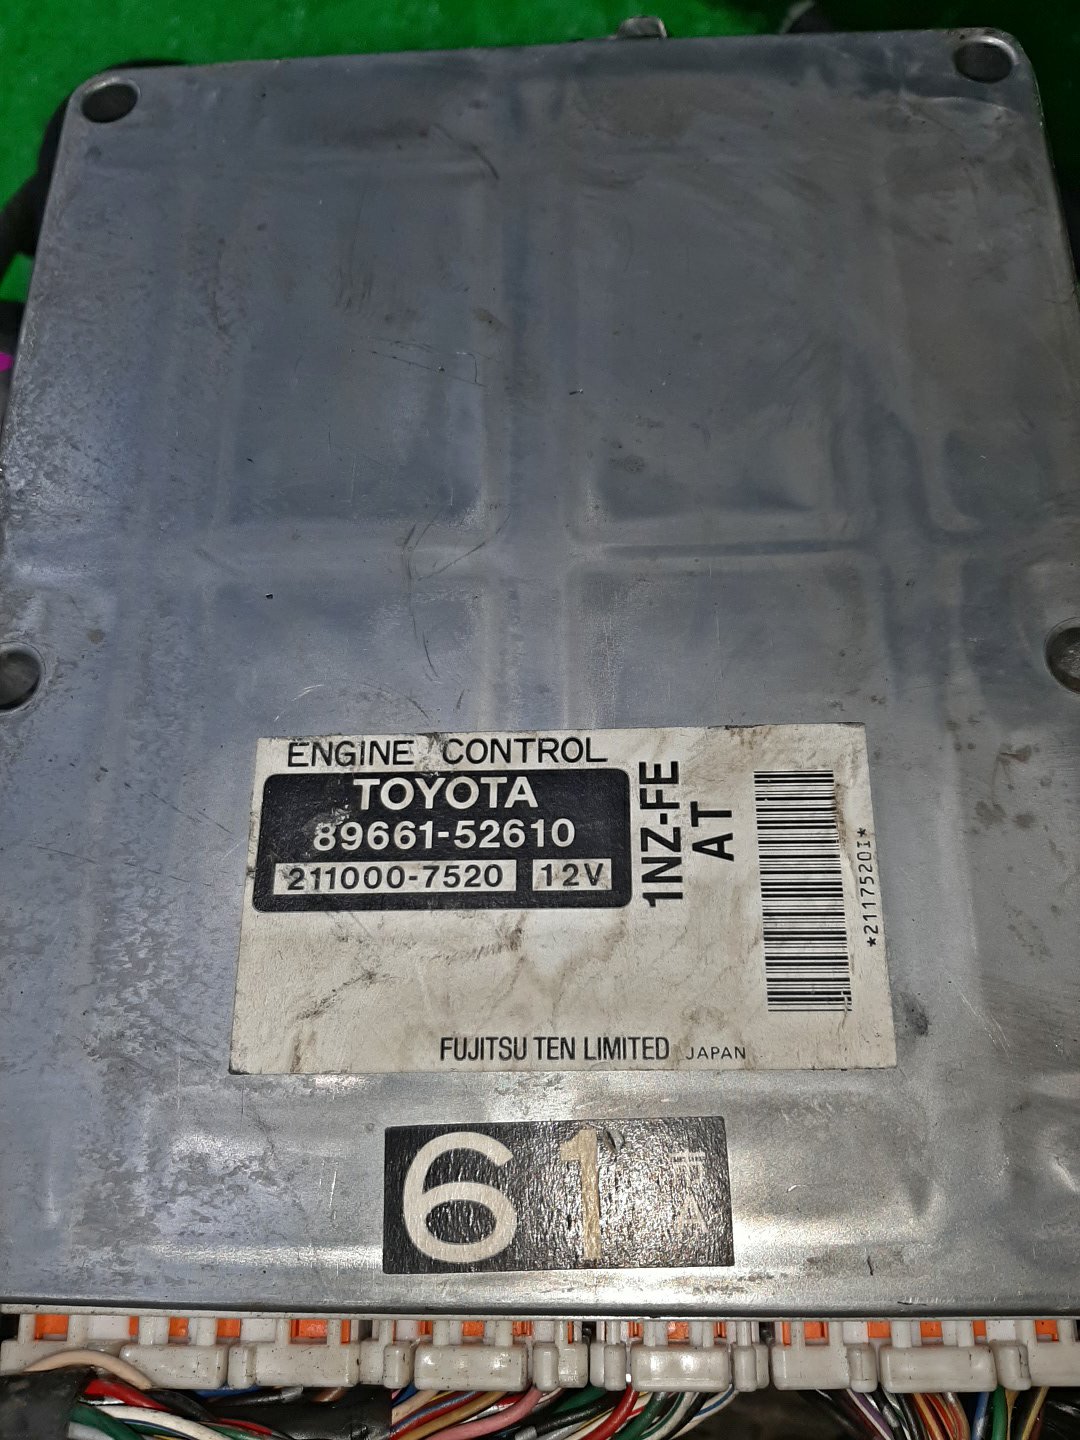 ENGINE CONTROL
TOYOTA
89661-52610
211000-7520 12V
1NZ-FE
AT
*2117520I*
FUJITSU TEN LIMITED JAPAN
61